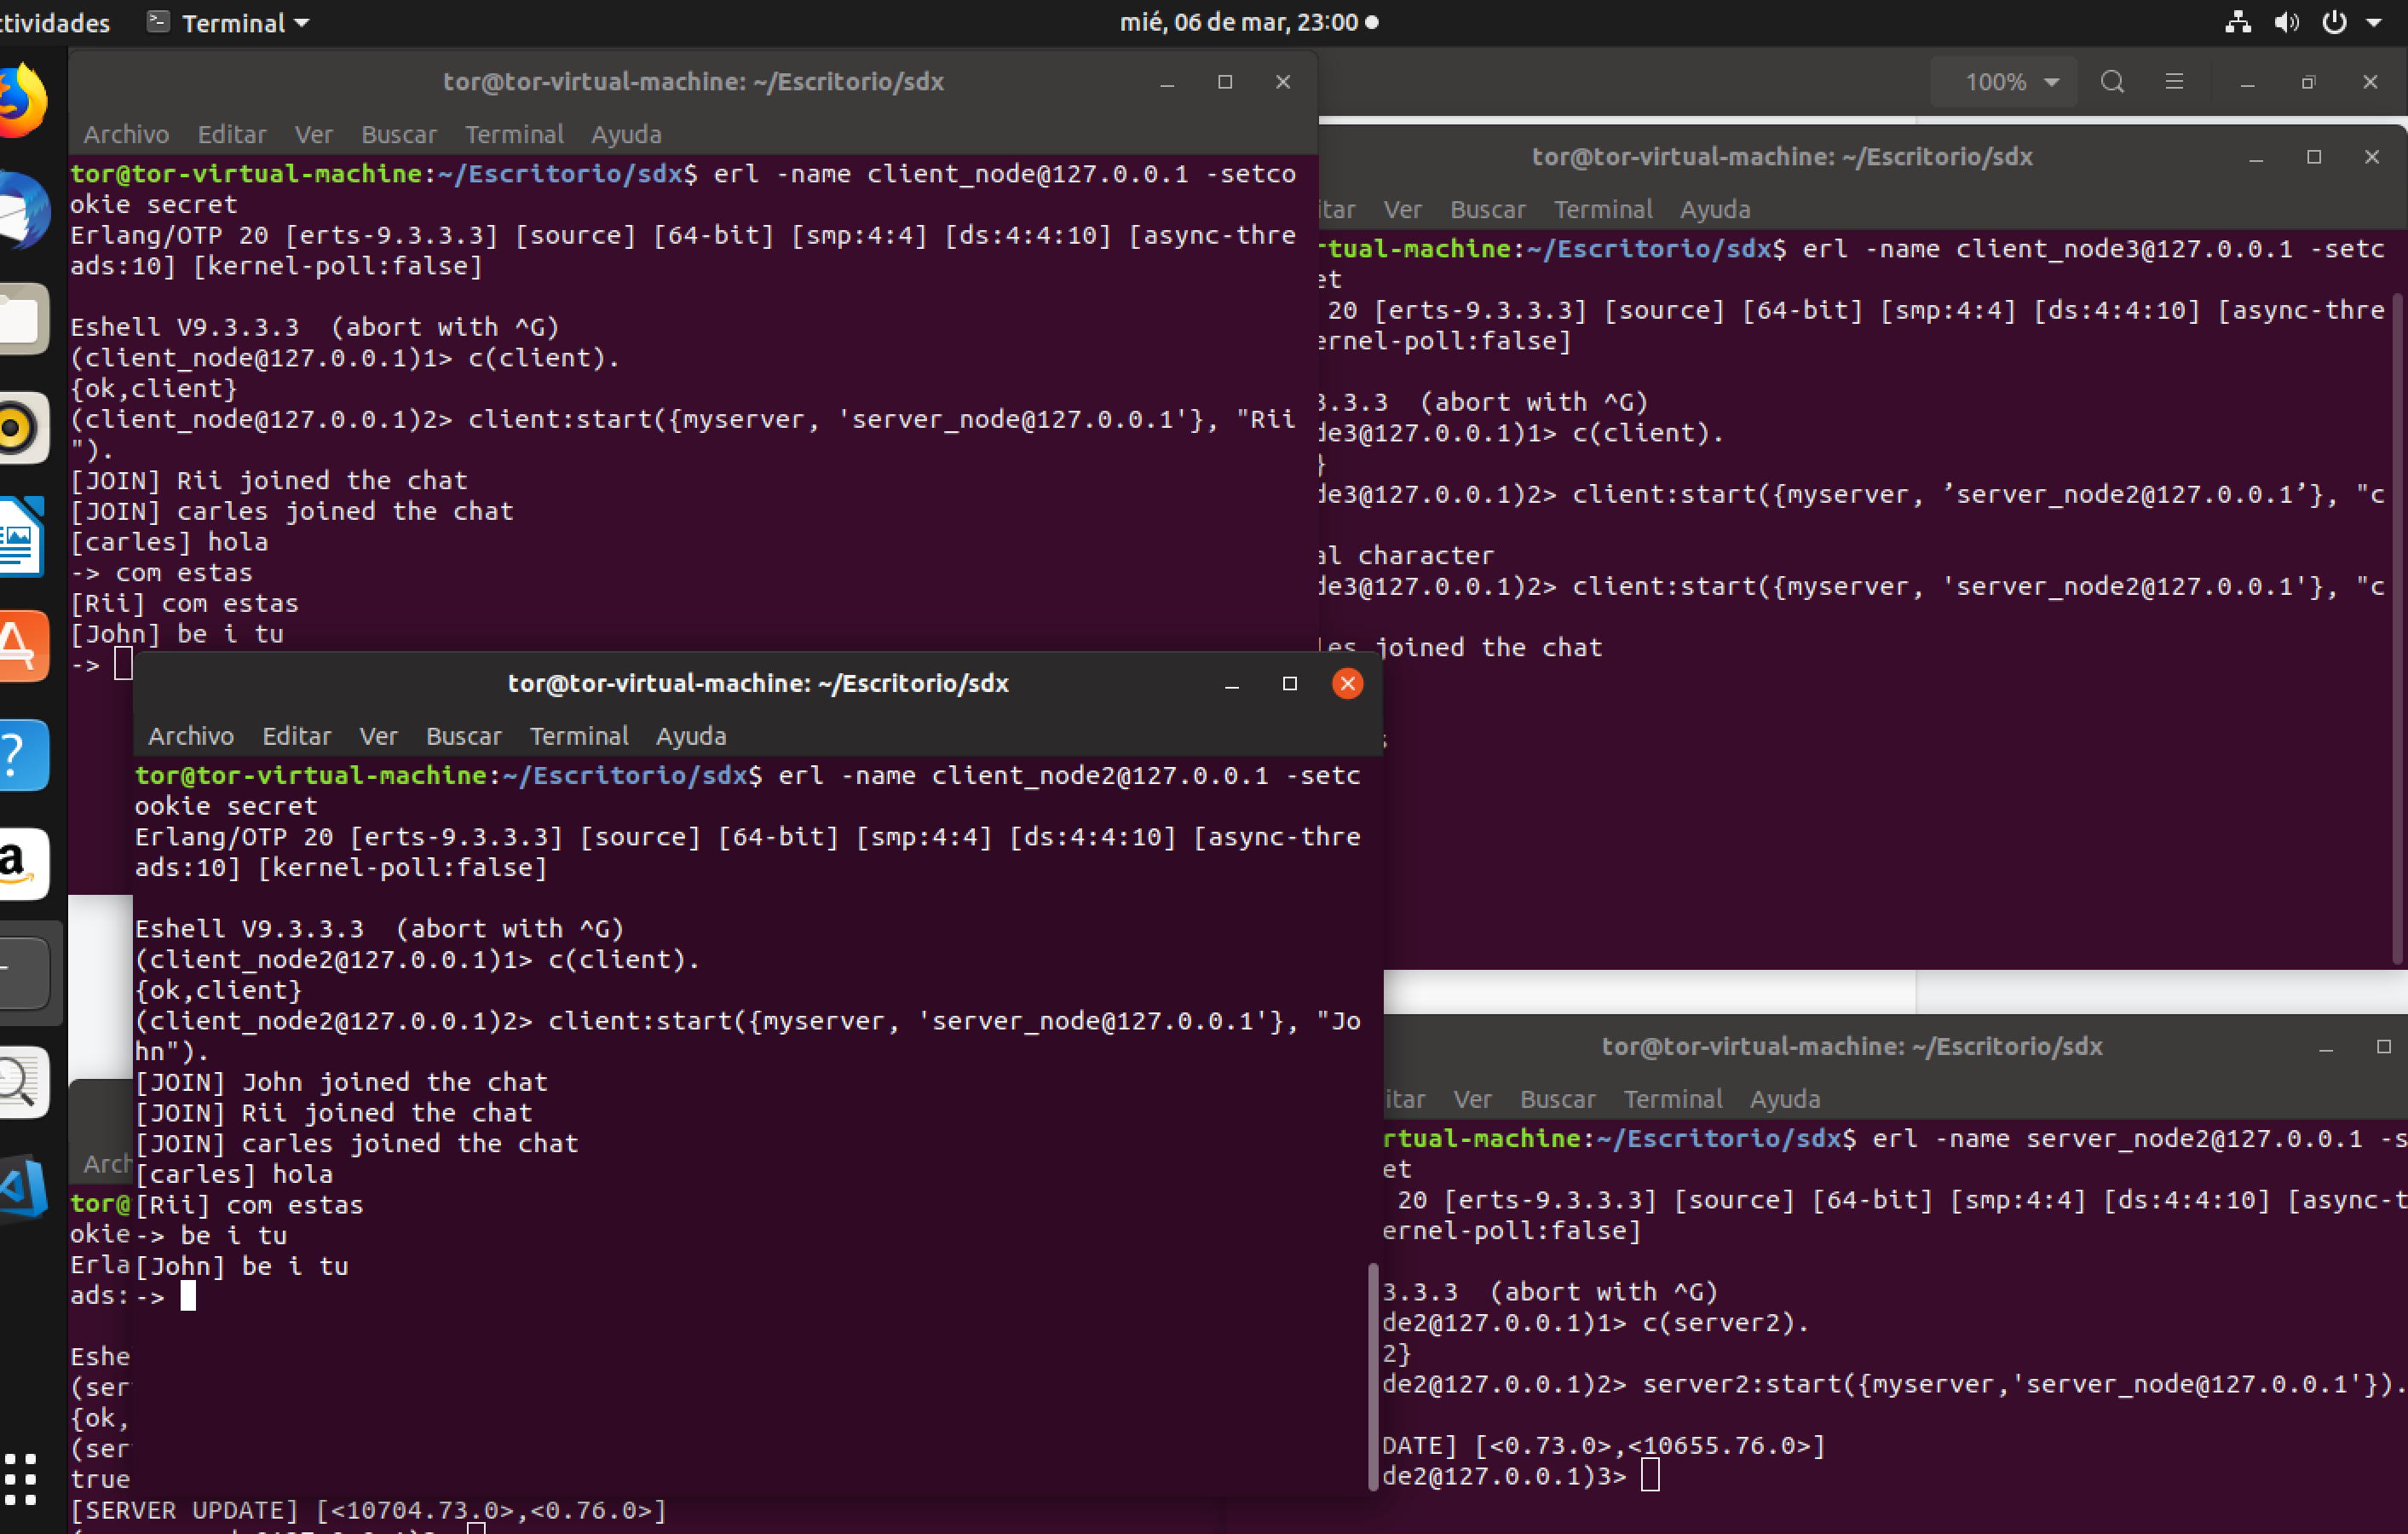 ctividades
Terminal
mié, 06 de mar, 23:00
tor@tor-virtual-machine: ~/Escritorio/sdx
Archivo Editar Ver Buscar Terminal Ayuda
tor@tor-virtual-machine:~/Escritorio/sdx$ erl -name client_node@127.0.0.1 -setco
okie secret
Erlang/OTP 20 [erts-9.3.3.3] [source] [64-bit] [smp:4:4] [ds:4:4:10] [async-thre
ads:10] [kernel-poll:false]
Eshell V9.3.3.3  (abort with ^G)
(client_node@127.0.0.1)1> c(client).
{ok,client}
(client_node@127.0.0.1)2> client:start({myserver, 'server_node@127.0.0.1'}, "Rii
").
[JOIN] Rii joined the chat
[JOIN] carles joined the chat
[carles] hola
-> com estas
[Rii] com estas
[John] be i tu
->
100%
tor@tor-virtual-machine: ~/Escritorio/sdx
itar Ver Buscar Terminal Ayuda
rtual-machine:~/Escritorio/sdx$ erl -name client_node3@127.0.0.1 -setc
et
20 [erts-9.3.3.3] [source] [64-bit] [smp:4:4] [ds:4:4:10] [async-thre
ernel-poll:false]
3.3.3  (abort with ^G)
de3@127.0.0.1)1> c(client).
}
de3@127.0.0.1)2> client:start({myserver, ’server_node2@127.0.0.1’}, "c
al character
de3@127.0.0.1)2> client:start({myserver, 'server_node2@127.0.0.1'}, "c
les joined the chat
s
tor@tor-virtual-machine: ~/Escritorio/sdx
Archivo Editar Ver Buscar Terminal Ayuda
tor@tor-virtual-machine:~/Escritorio/sdx$ erl -name client_node2@127.0.0.1 -setc
ookie secret
Erlang/OTP 20 [erts-9.3.3.3] [source] [64-bit] [smp:4:4] [ds:4:4:10] [async-thre
ads:10] [kernel-poll:false]
Eshell V9.3.3.3  (abort with ^G)
(client_node2@127.0.0.1)1> c(client).
{ok,client}
(client_node2@127.0.0.1)2> client:start({myserver, 'server_node@127.0.0.1'}, "Jo
hn").
[JOIN] John joined the chat
[JOIN] Rii joined the chat
[JOIN] carles joined the chat
[carles] hola
[Rii] com estas
-> be i tu
[John] be i tu
->
Arch
tor@
okie
Erla
ads:
Eshe
(ser
{ok,
(ser
true
[SERVER UPDATE] [<10704.73.0>,<0.76.0>]
tor@tor-virtual-machine: ~/Escritorio/sdx
itar Ver Buscar Terminal Ayuda
rtual-machine:~/Escritorio/sdx$ erl -name server_node2@127.0.0.1 -s
et
20 [erts-9.3.3.3] [source] [64-bit] [smp:4:4] [ds:4:4:10] [async-t
ernel-poll:false]
3.3.3  (abort with ^G)
de2@127.0.0.1)1> c(server2).
2}
de2@127.0.0.1)2> server2:start({myserver,'server_node@127.0.0.1'}).
DATE] [<0.73.0>,<10655.76.0>]
de2@127.0.0.1)3>